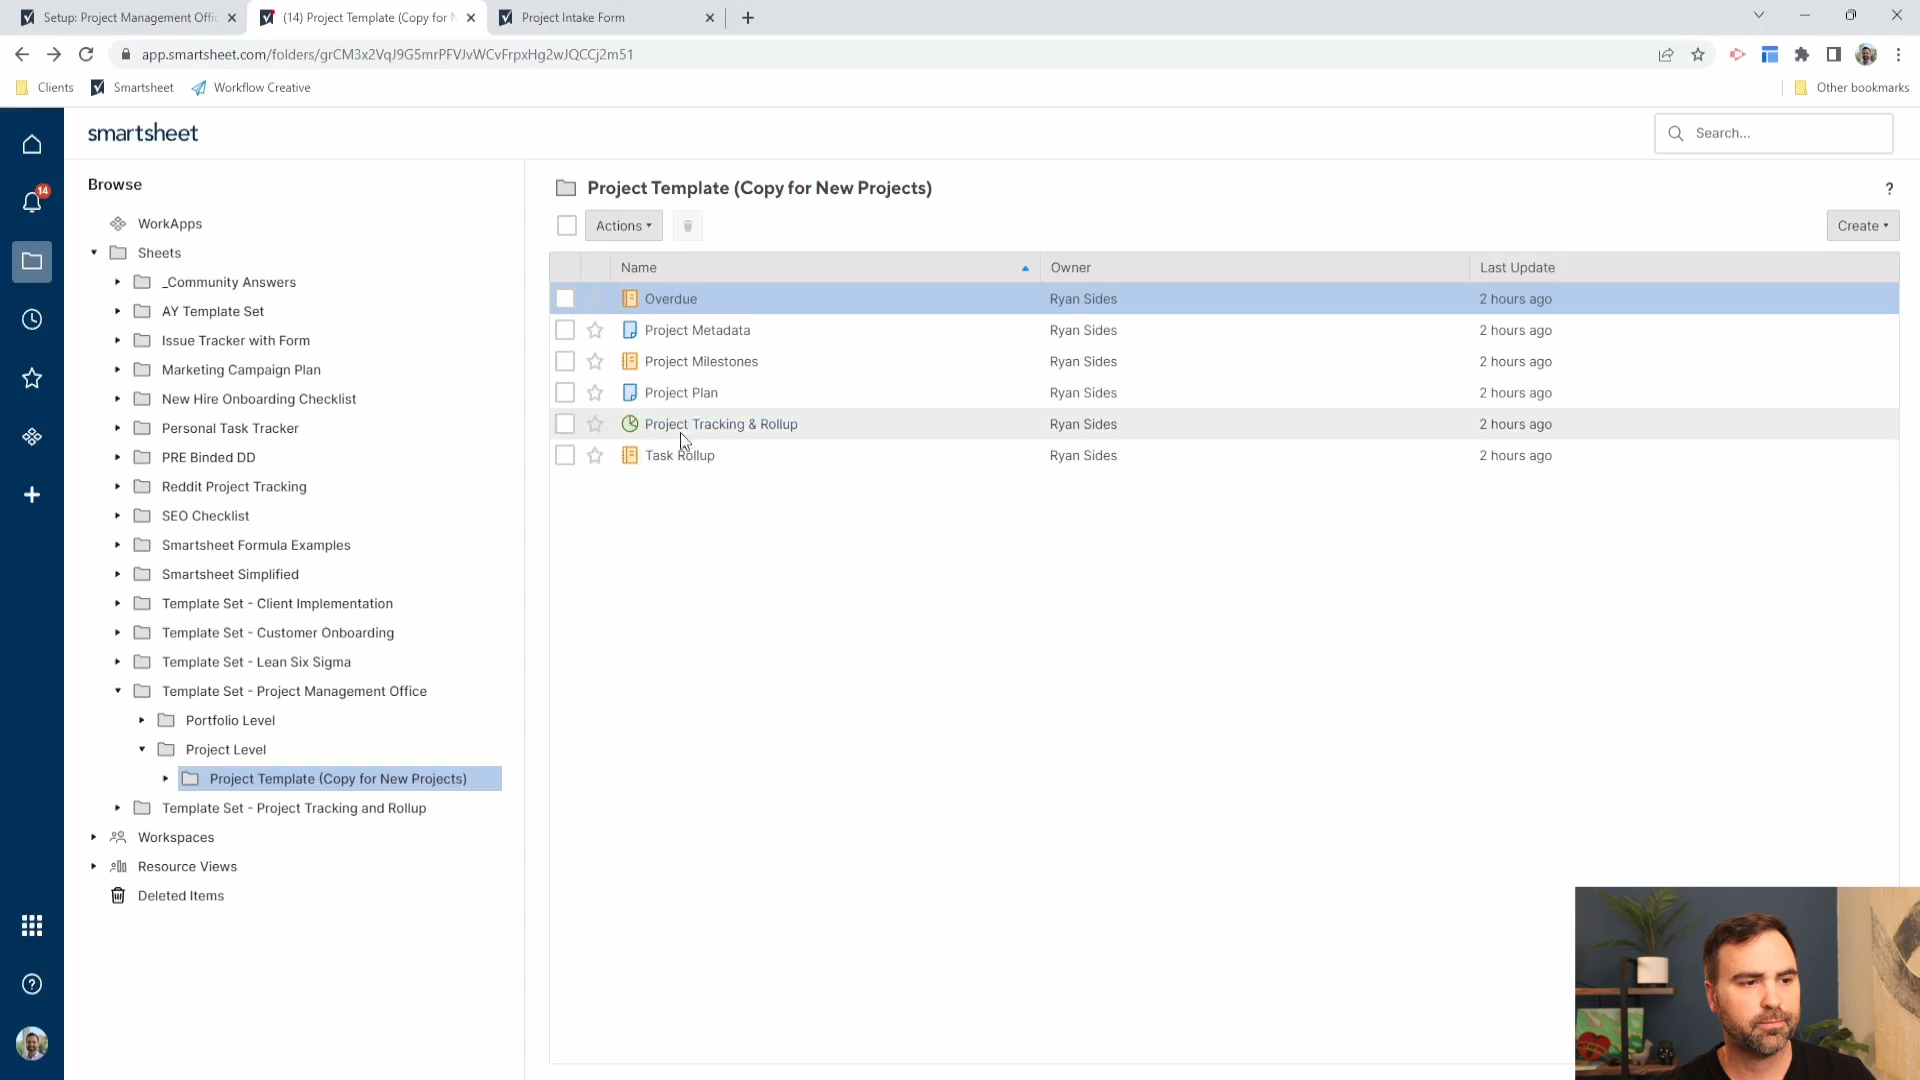 Setup: Project Management Offic
(14) Project Template (Copy for N
Project Intake Form
app.smartsheet.com/folders/grCM3x2VqJ9G5mrPFVJvWCvFrpxHg2wJQCCj2m51
Clients
Smartsheet
Workflow Creative
Other bookmarks
smartsheet
Search...
14
Browse
WorkApps
Sheets
_Community Answers
AY Template Set
Issue Tracker with Form
Marketing Campaign Plan
New Hire Onboarding Checklist
Personal Task Tracker
PRE Binded DD
Reddit Project Tracking
SEO Checklist
Smartsheet Formula Examples
Smartsheet Simplified
Template Set - Client Implementation
Template Set - Customer Onboarding
Template Set - Lean Six Sigma
Template Set - Project Management Office
Portfolio Level
Project Level
Project Template (Copy for New Projects)
Template Set - Project Tracking and Rollup
Workspaces
Resource Views
Deleted Items
Project Template (Copy for New Projects)
?
Actions
Create
Name Owner Last Update
Overdue Ryan Sides 2 hours ago
Project Metadata Ryan Sides 2 hours ago
Project Milestones Ryan Sides 2 hours ago
Project Plan Ryan Sides 2 hours ago
Project Tracking & Rollup Ryan Sides 2 hours ago
Task Rollup Ryan Sides 2 hours ago